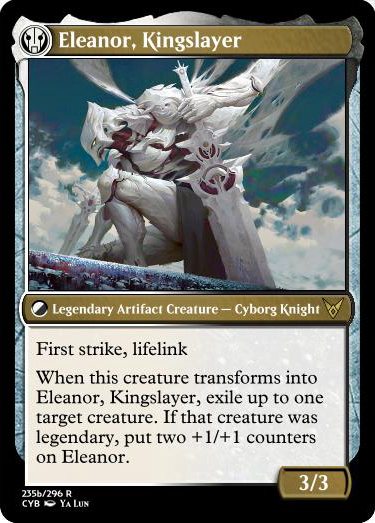 Eleanor, Kingslayer
Legendary Artifact Creature — Cyborg Knight
First strike, lifelink
When this creature transforms into
Eleanor, Kingslayer, exile up to one
target creature. If that creature was
legendary, put two +1/+1 counters
on Eleanor.
3/3
235b/296 R
CYB Ya Lun